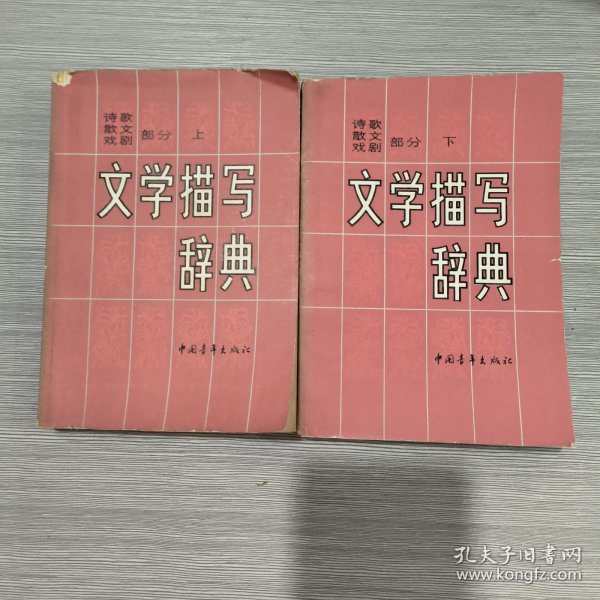 诗歌
散文
戏剧 部分 上
文学描写
辞典
中国青年出版社
诗歌
散文
戏剧 部分 下
文学描写
辞典
中国青年出版社
孔夫子旧书网
www.kongfz.com